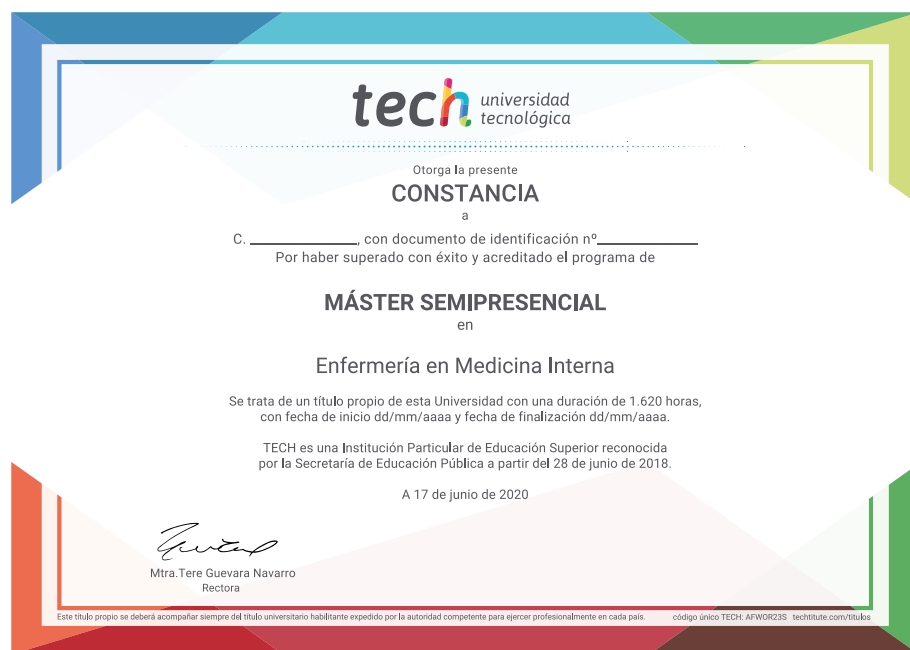 tech universidad
tecnológica
Otorga la presente
CONSTANCIA
a
C. ____________, con documento de identificación nº____________
Por haber superado con éxito y acreditado el programa de
MÁSTER SEMIPRESENCIAL
en
Enfermería en Medicina Interna
Se trata de un título propio de esta Universidad con una duración de 1.620 horas,
con fecha de inicio dd/mm/aaaa y fecha de finalización dd/mm/aaaa.
TECH es una Institución Particular de Educación Superior reconocida
por la Secretaría de Educación Pública a partir del 28 de junio de 2018.
A 17 de junio de 2020
Mtra.Tere Guevara Navarro
Rectora
Este título propio se deberá acompañar siempre del título universitario habilitante expedido por la autoridad competente para ejercer profesionalmente en cada país. código único TECH: AFWOR23S techtitute.com/titulos